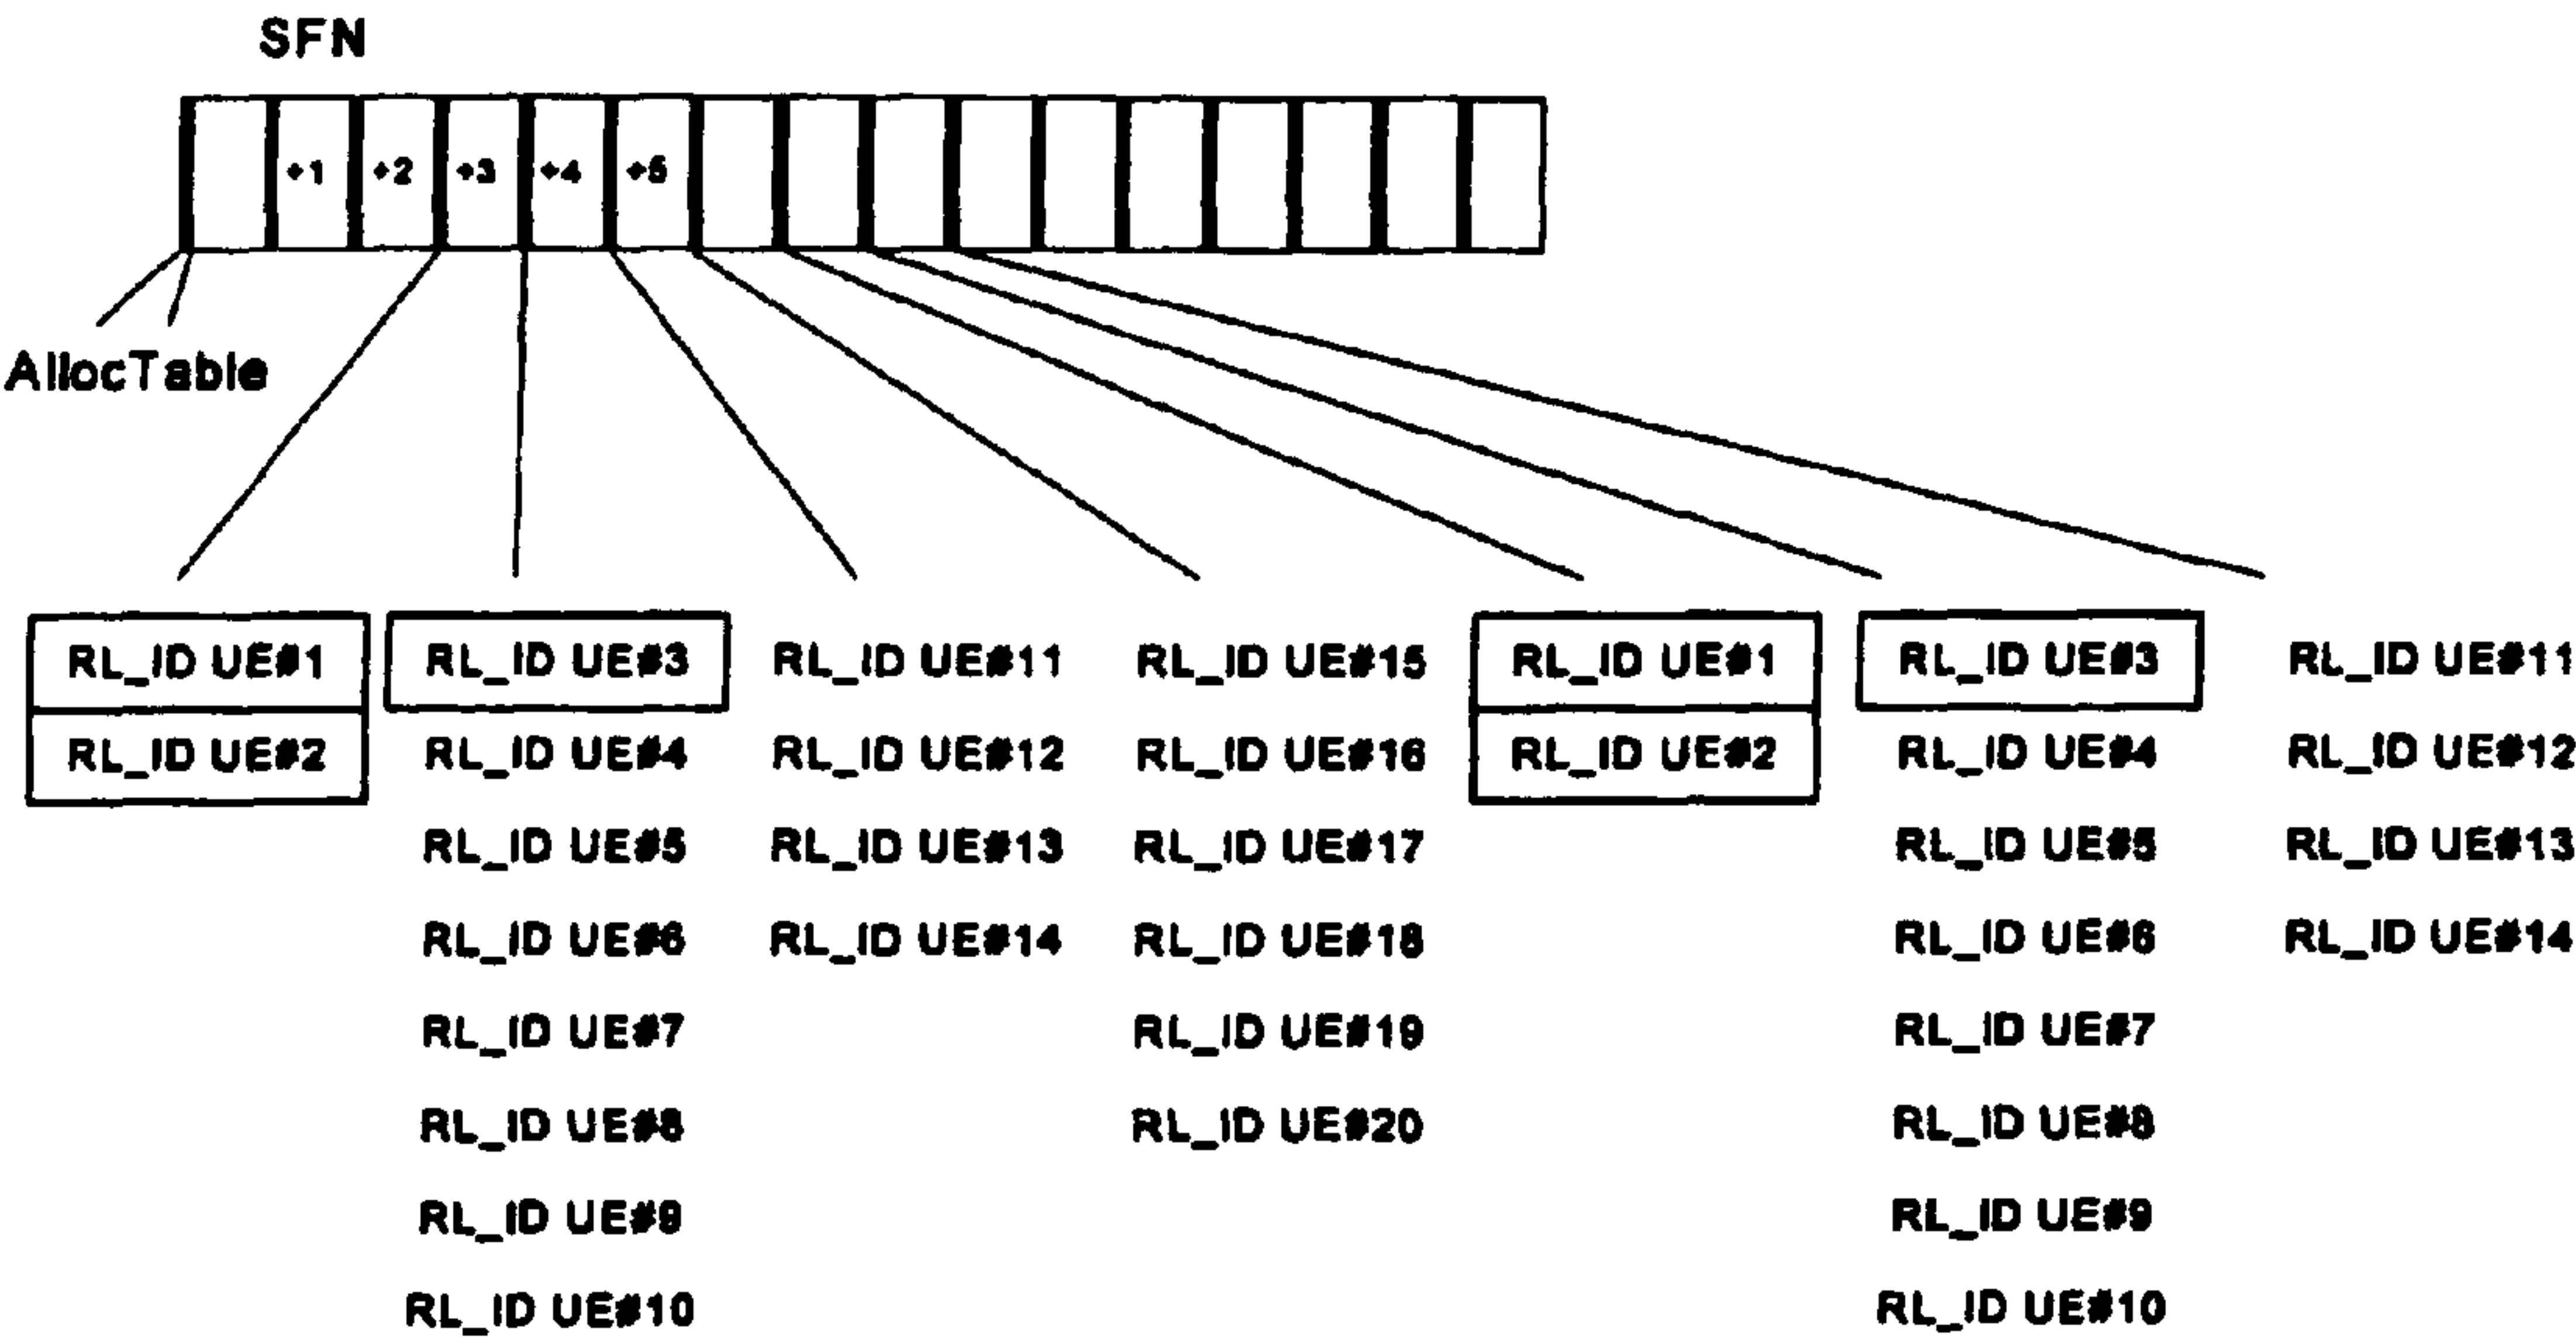 SFN
+1 +2 +3 +4 +5
AllocTable
RL_ID UE#1 RL_ID UE#3 RL_ID UE#11 RL_ID UE#15 RL_ID UE#1 RL_ID UE#3 RL_ID UE#11
RL_ID UE#2 RL_ID UE#4 RL_ID UE#12 RL_ID UE#16 RL_ID UE#2 RL_ID UE#4 RL_ID UE#12
RL_ID UE#5 RL_ID UE#13 RL_ID UE#17 RL_ID UE#5 RL_ID UE#13
RL_ID UE#6 RL_ID UE#14 RL_ID UE#18 RL_ID UE#6 RL_ID UE#14
RL_ID UE#7 RL_ID UE#19 RL_ID UE#7
RL_ID UE#8 RL_ID UE#20 RL_ID UE#8
RL_ID UE#9 RL_ID UE#9
RL_ID UE#10 RL_ID UE#10